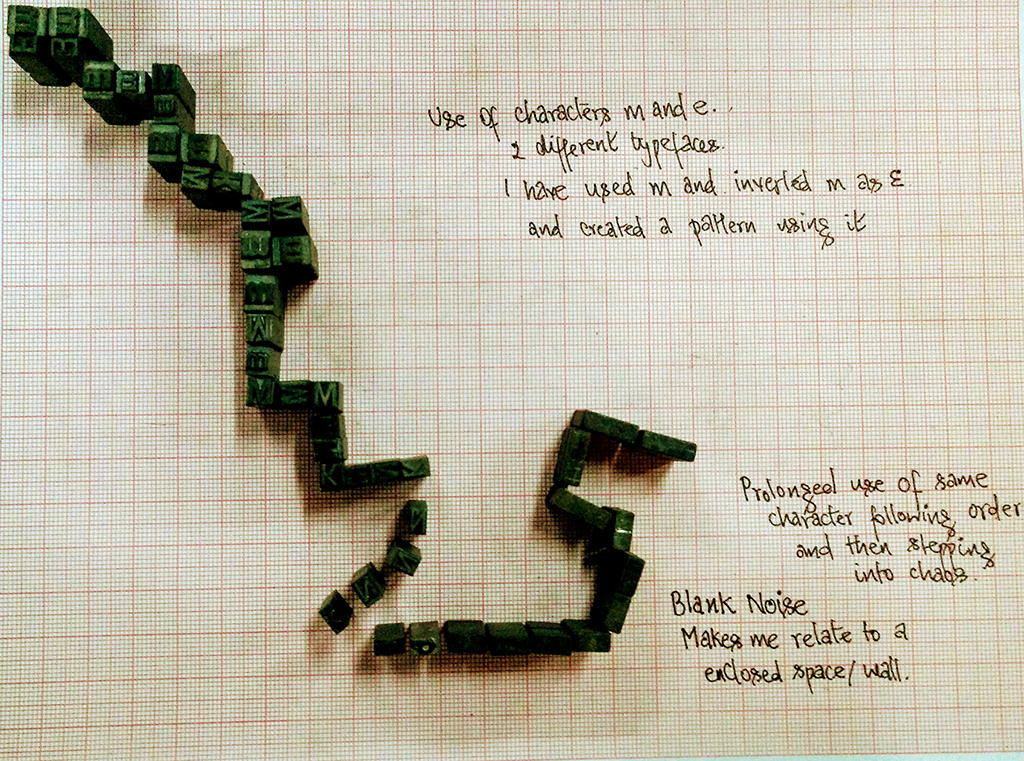 Use of characters m and e.
2 different typefaces.
I have used m and inverted m as ε
and created a pattern using it
Prolonged use of same
character following order
and then stepping
into chaos.
Blank Noise
Makes me relate to a
enclosed space/wall.